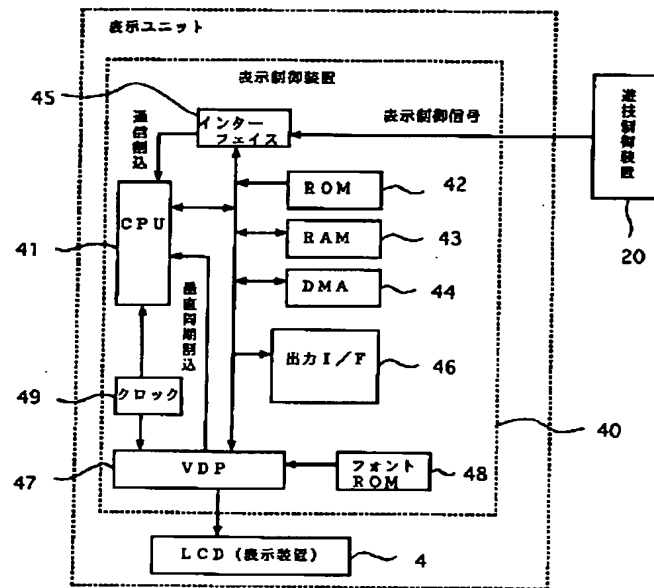 表示ユニット
表示制御装置
45
インター
フェイス
表示制御信号
遊技制御装置
20
通信割込
CPU
41
ROM
42
RAM
43
DMA
44
垂直同期割込
出力I/F
46
クロック
49
40
VDP
47
フォント
ROM
48
LCD(表示装置)
4